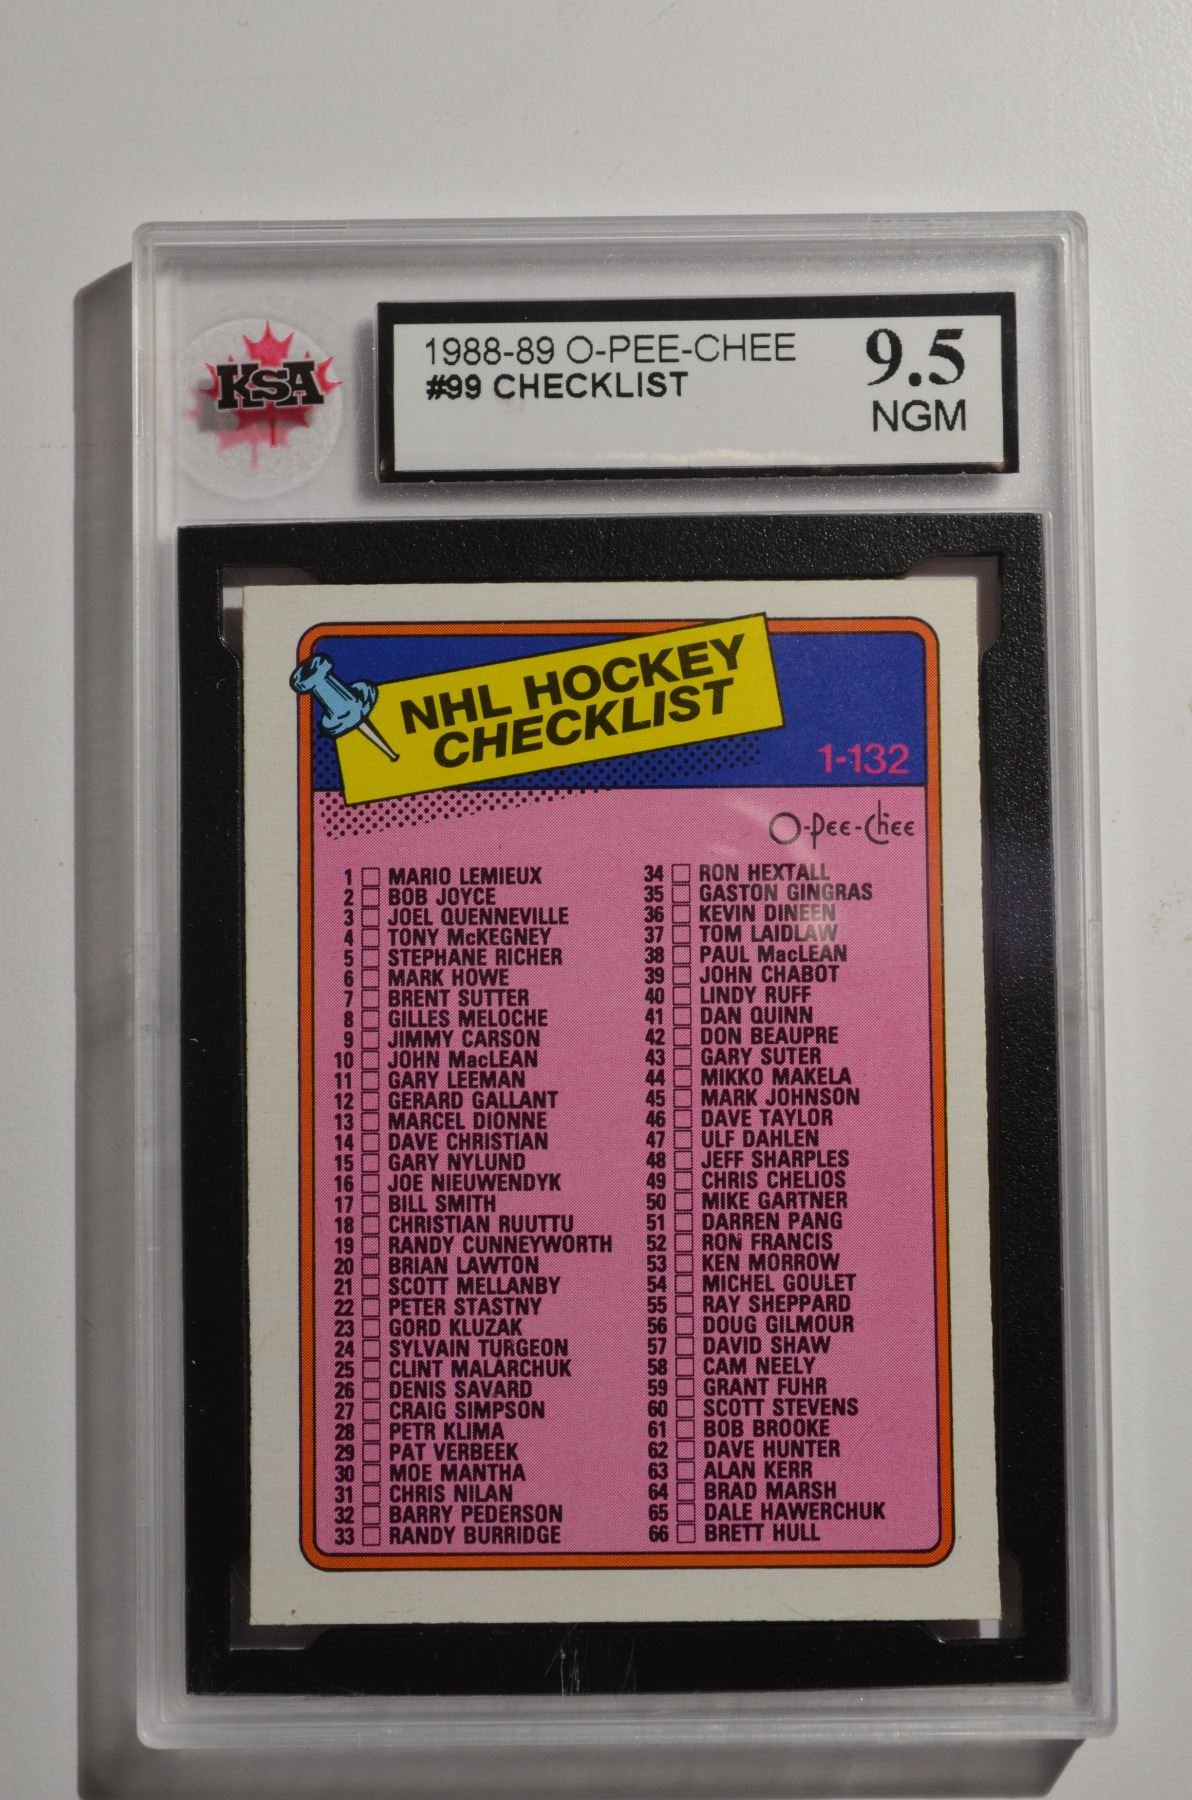 KSA
1988-89 O-PEE-CHEE
#99 CHECKLIST
9.5
NGM
NHL HOCKEY
CHECKLIST
1-132
O-Pee-Chee
1 MARIO LEMIEUX
2 BOB JOYCE
3 JOEL QUENNEVILLE
4 TONY McKEGNEY
5 STEPHANE RICHER
6 MARK HOWE
7 BRENT SUTTER
8 GILLES MELOCHE
9 JIMMY CARSON
10 JOHN MacLEAN
11 GARY LEEMAN
12 GERARD GALLANT
13 MARCEL DIONNE
14 DAVE CHRISTIAN
15 GARY NYLUND
16 JOE NIEUWENDYK
17 BILL SMITH
18 CHRISTIAN RUUTTU
19 RANDY CUNNEYWORTH
20 BRIAN LAWTON
21 SCOTT MELLANBY
22 PETER STASTNY
23 GORD KLUZAK
24 SYLVAIN TURGEON
25 CLINT MALARCHUK
26 DENIS SAVARD
27 CRAIG SIMPSON
28 PETR KLIMA
29 PAT VERBEEK
30 MOE MANTHA
31 CHRIS NILAN
32 BARRY PEDERSON
33 RANDY BURRIDGE
34 RON HEXTALL
35 GASTON GINGRAS
36 KEVIN DINEEN
37 TOM LAIDLAW
38 PAUL MacLEAN
39 JOHN CHABOT
40 LINDY RUFF
41 DAN QUINN
42 DON BEAUPRE
43 GARY SUTER
44 MIKKO MAKELA
45 MARK JOHNSON
46 DAVE TAYLOR
47 ULF DAHLEN
48 JEFF SHARPLES
49 CHRIS CHELIOS
50 MIKE GARTNER
51 DARREN PANG
52 RON FRANCIS
53 KEN MORROW
54 MICHEL GOULET
55 RAY SHEPPARD
56 DOUG GILMOUR
57 DAVID SHAW
58 CAM NEELY
59 GRANT FUHR
60 SCOTT STEVENS
61 BOB BROOKE
62 DAVE HUNTER
63 ALAN KERR
64 BRAD MARSH
65 DALE HAWERCHUK
66 BRETT HULL